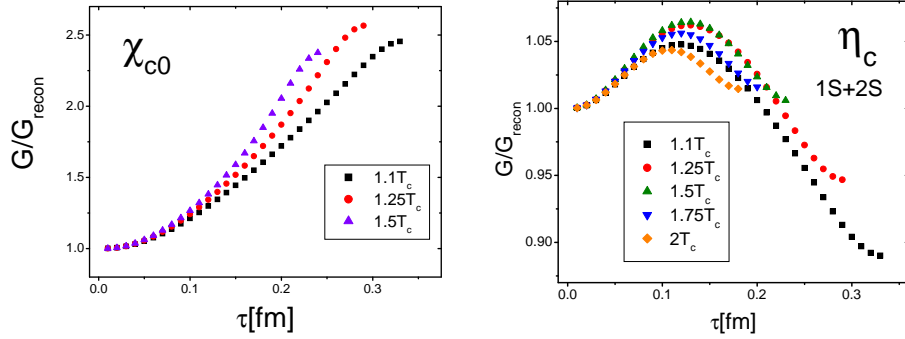 χc0
G/Grecon
2.5
2.0
1.5
1.0
1.1Tc
1.25Tc
1.5Tc
0.0
0.1
0.2
0.3
τ[fm]
ηc
1S+2S
G/Grecon
1.05
1.00
0.95
0.90
1.1Tc
1.25Tc
1.5Tc
1.75Tc
2Tc
0.0
0.1
0.2
0.3
τ[fm]